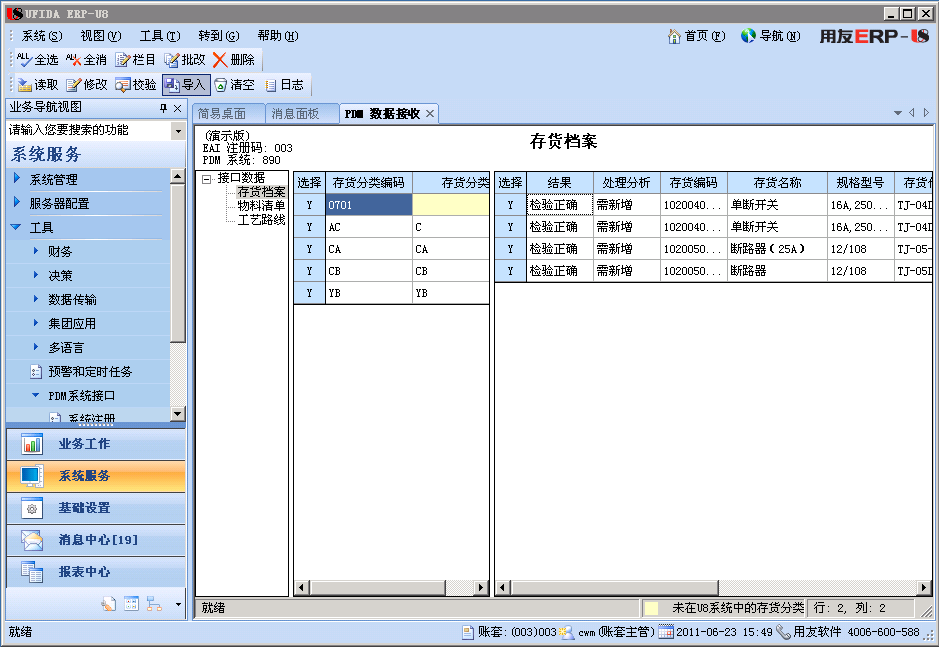 UFIDA ERP-U8
系统(S) 视图(V) 工具(T) 转到(G) 帮助(H) 首页(P) 导航(N) 用友ERP-U8
全选 全消 栏目 批改 删除
读取 修改 校验 导入 清空 日志
业务导航视图
请输入您要搜索的功能
系统服务
系统管理
服务器配置
工具
财务
决策
数据传输
集团应用
多语言
预警和定时任务
PDM系统接口
系统注册
业务工作
系统服务
基础设置
消息中心[19]
报表中心
简易桌面 消息面板 PDM 数据接收
(演示版)
EAI 注册码: 003
PDM 系统: 890
存货档案
接口数据
存货档案
物料清单
工艺路线
选择 存货分类编码 存货分类
Y 0701
Y AC C
Y CA CA
Y CB CB
Y YB YB
选择 结果 处理分析 存货编码 存货名称 规格型号
Y 检验正确 需新增 1020040... 单断开关 16A,250... TJ-04D
Y 检验正确 需新增 1020040... 单断开关 16A,250... TJ-04D
Y 检验正确 需新增 1020050... 断路器(25A) 12/108 TJ-05-
Y 检验正确 需新增 1020050... 断路器 12/108 TJ-05D
就绪 未在U8系统中的存货分类 行: 2, 列: 2
就绪 账套: (003)003 cwm (账套主管) 2011-06-23 15:49 用友软件 4006-600-588